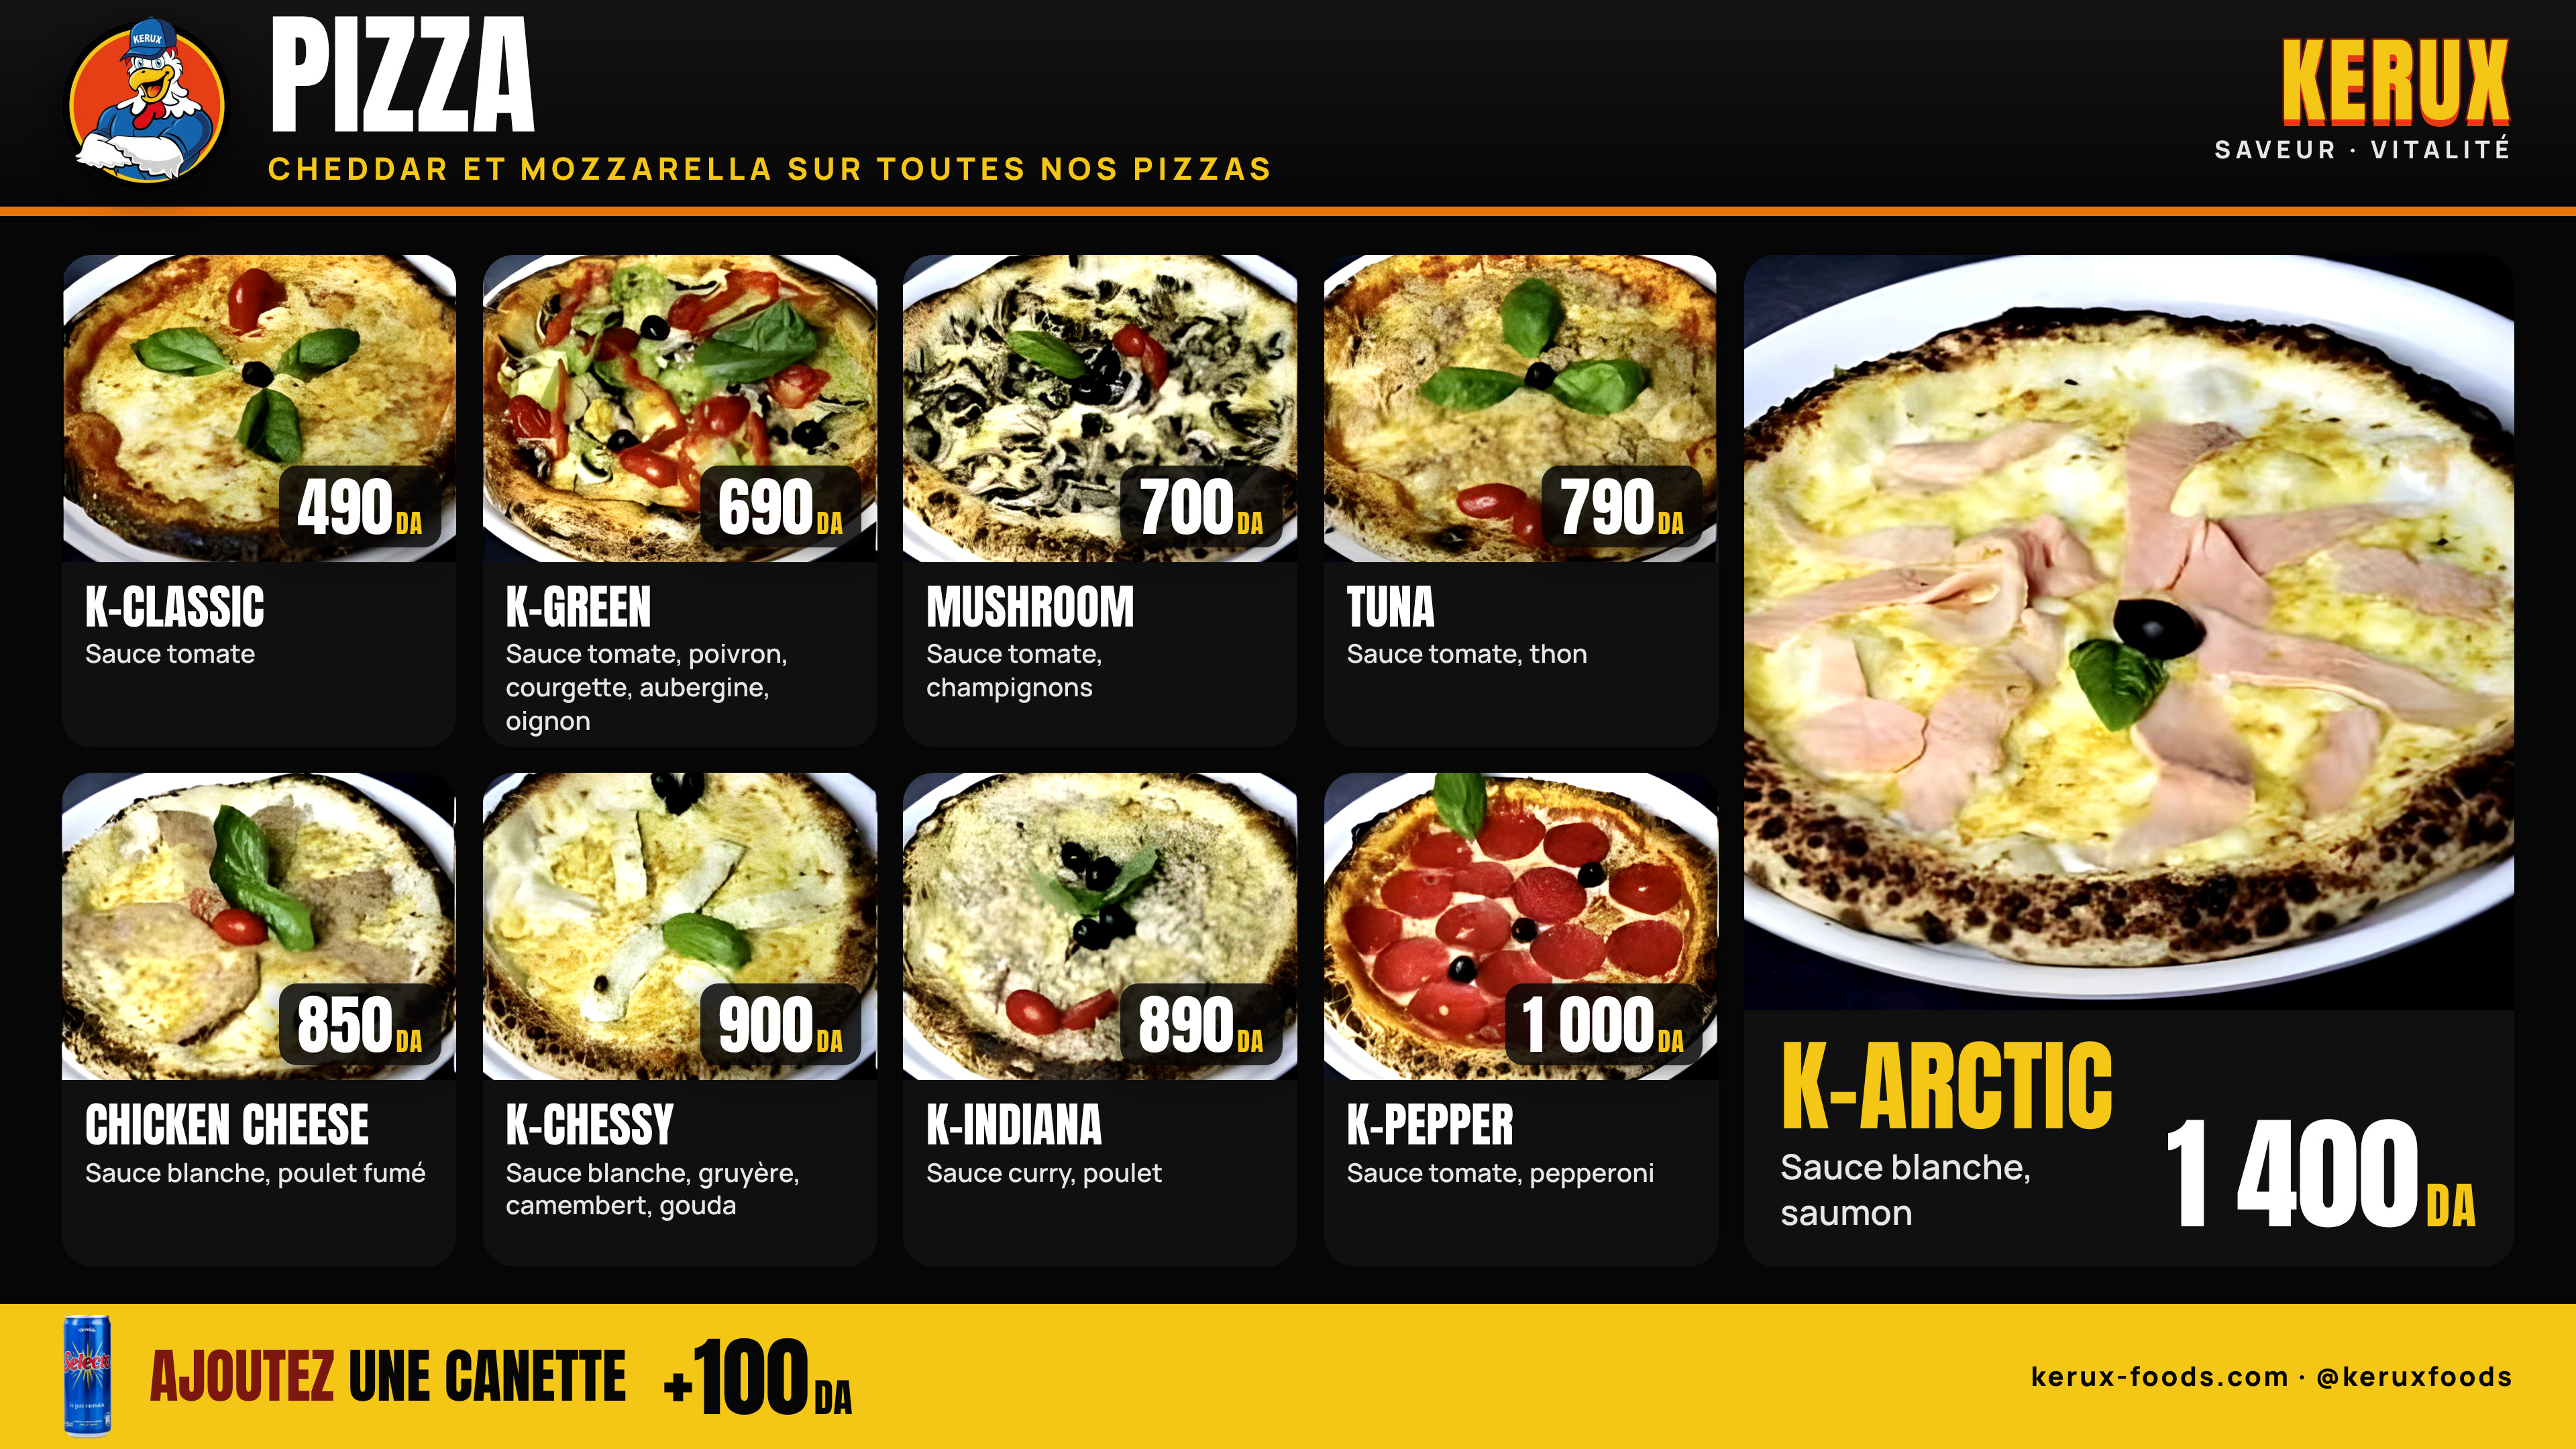 KERUX
PIZZA
CHEDDAR ET MOZZARELLA SUR TOUTES NOS PIZZAS
KERUX
SAVEUR · VITALITÉ
490 DA
K-CLASSIC
Sauce tomate
690 DA
K-GREEN
Sauce tomate, poivron,
courgette, aubergine,
oignon
700 DA
MUSHROOM
Sauce tomate,
champignons
790 DA
TUNA
Sauce tomate, thon
850 DA
CHICKEN CHEESE
Sauce blanche, poulet fumé
900 DA
K-CHESSY
Sauce blanche, gruyère,
camembert, gouda
890 DA
K-INDIANA
Sauce curry, poulet
1 000 DA
K-PEPPER
Sauce tomate, pepperoni
K-ARCTIC
Sauce blanche,
saumon
1 400 DA
Selecto
AJOUTEZ UNE CANETTE +100 DA
kerux-foods.com · @keruxfoods